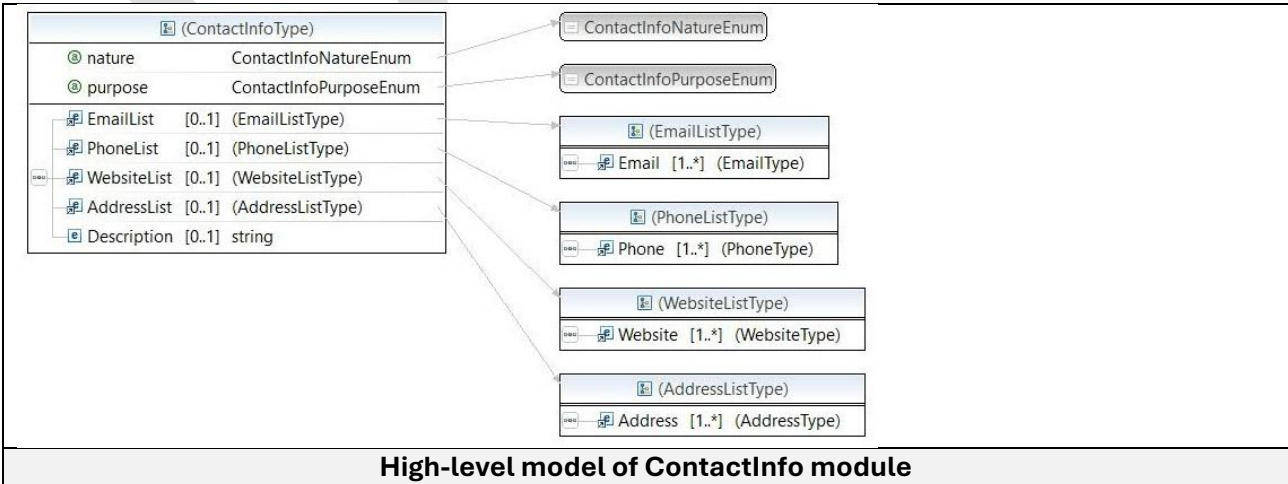 (ContactInfoType)
nature ContactInfoNatureEnum
purpose ContactInfoPurposeEnum
EmailList [0..1] (EmailListType)
PhoneList [0..1] (PhoneListType)
WebsiteList [0..1] (WebsiteListType)
AddressList [0..1] (AddressListType)
Description [0..1] string
ContactInfoNatureEnum
ContactInfoPurposeEnum
(EmailListType)
Email [1..*] (EmailType)
(PhoneListType)
Phone [1..*] (PhoneType)
(WebsiteListType)
Website [1..*] (WebsiteType)
(AddressListType)
Address [1..*] (AddressType)
High-level model of ContactInfo module